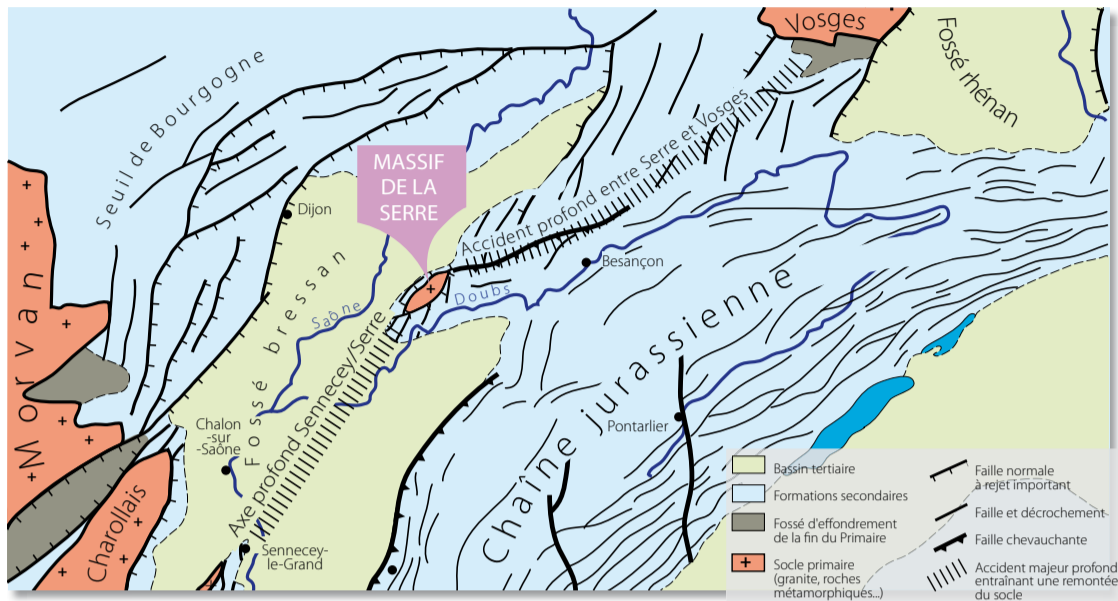 Vosges
Fossé rhénan
Seuil de Bourgogne
MASSIF
DE LA
SERRE
Accident profond entre Serre et Vosges
Dijon
Besançon
Morvan
Fossé bressan
Saône
Doubs
Chaîne jurassienne
Pontarlier
Chalon
-sur
-Saône
Axe profond Sennecey/Serre
Charollais
Sennecey
-le-Grand
Bassin tertiaire
Formations secondaires
Fossé d'effondrement
de la fin du Primaire
Socle primaire
(granite, roches
métamorphiques...)
Faille normale
à rejet important
Faille et décrochement
Faille chevauchante
Accident majeur profond
entraînant une remontée
du socle